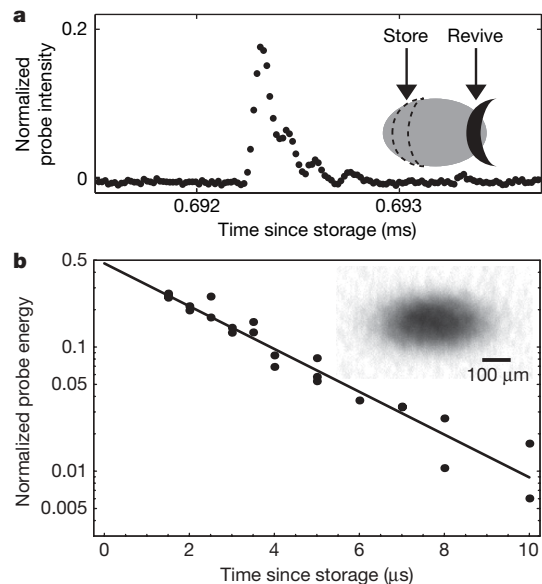 a
Normalized
probe intensity
0.2
0
Store Revive
0.692 0.693
Time since storage (ms)
b
Normalized probe energy
0.5
0.1
0.05
0.01
0.005
100 μm
0 2 4 6 8 10
Time since storage (μs)